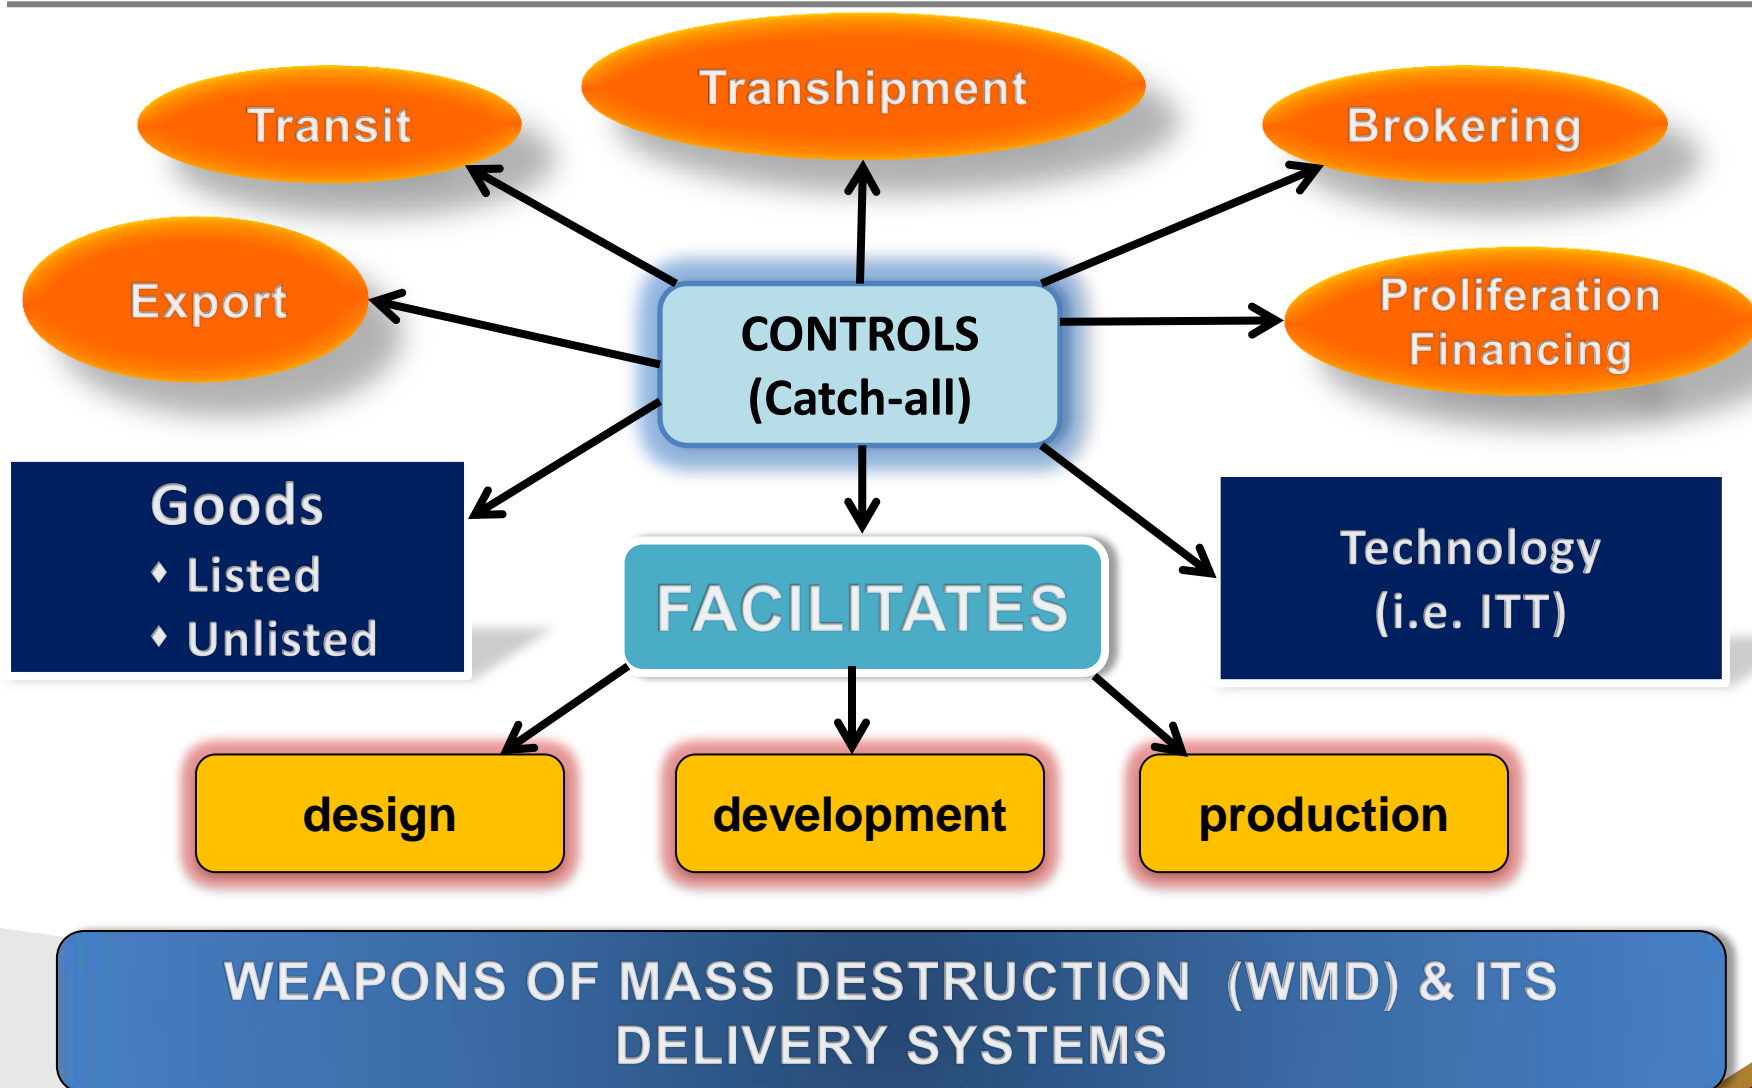 Transhipment
Transit
Brokering
Export
Proliferation
Financing
CONTROLS
(Catch-all)
Goods
♦ Listed
♦ Unlisted
Technology
(i.e. ITT)
FACILITATES
design
development
production
WEAPONS OF MASS DESTRUCTION (WMD) & ITS
DELIVERY SYSTEMS